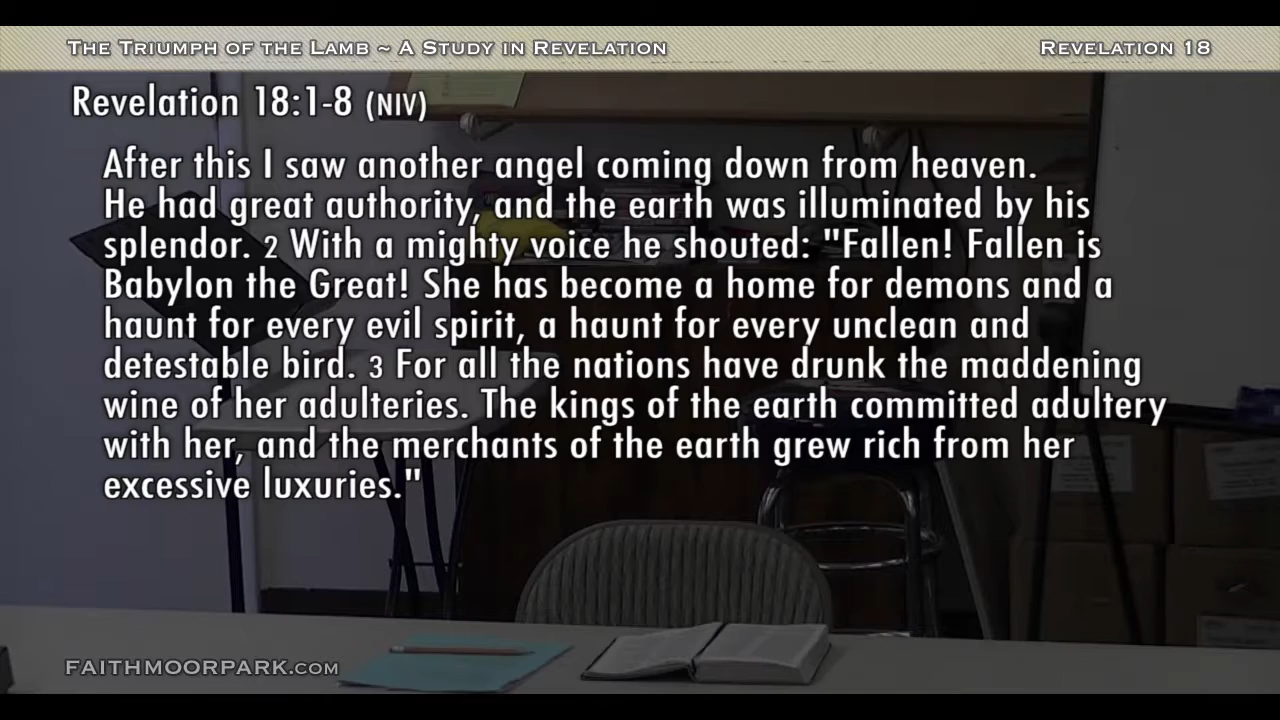 The Triumph of the Lamb ~ A Study in Revelation
Revelation 18
Revelation 18:1-8 (NIV)
After this I saw another angel coming down from heaven.
He had great authority, and the earth was illuminated by his
splendor. 2 With a mighty voice he shouted: "Fallen! Fallen is
Babylon the Great! She has become a home for demons and a
haunt for every evil spirit, a haunt for every unclean and
detestable bird. 3 For all the nations have drunk the maddening
wine of her adulteries. The kings of the earth committed adultery
with her, and the merchants of the earth grew rich from her
excessive luxuries."
FAITHMOORPARK.COM